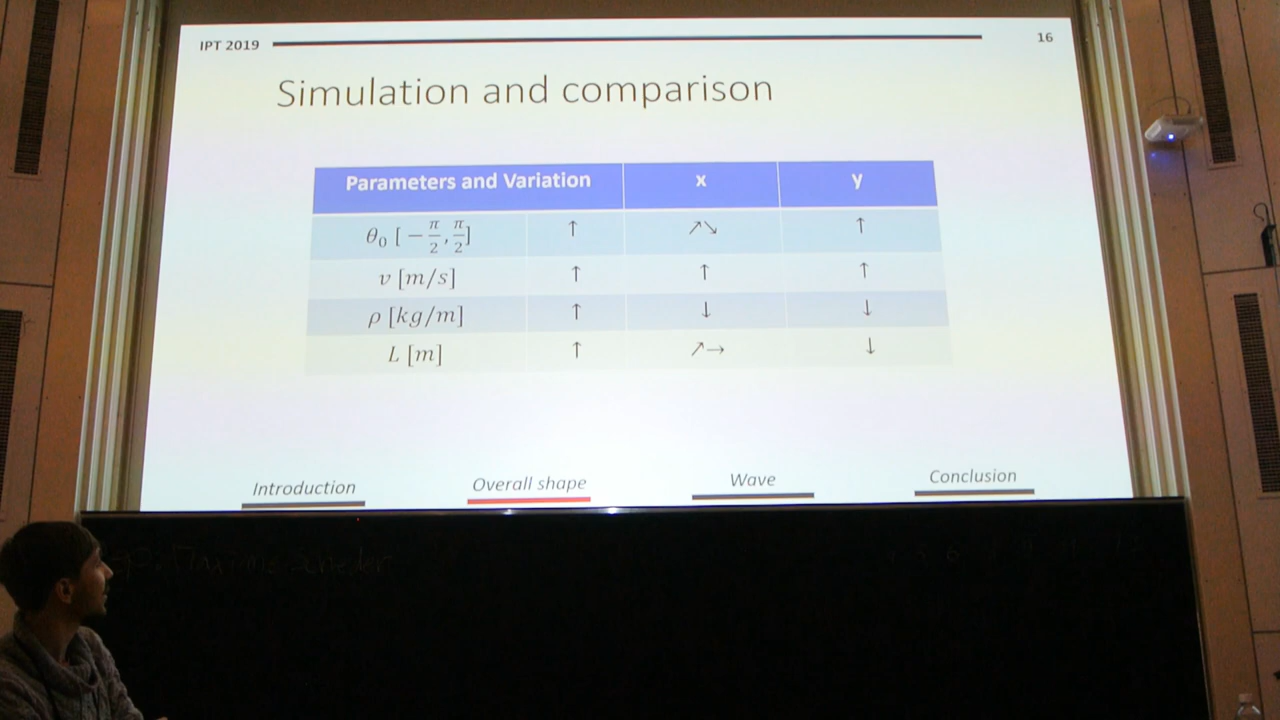 IPT 2019
16
Simulation and comparison
Parameters and Variation x y
θ₀ [−π/2, π/2] ↑ ↗↘ ↑
v [m/s] ↑ ↑ ↑
ρ [kg/m] ↑ ↓ ↓
L [m] ↑ ↗→ ↓
Introduction Overall shape Wave Conclusion